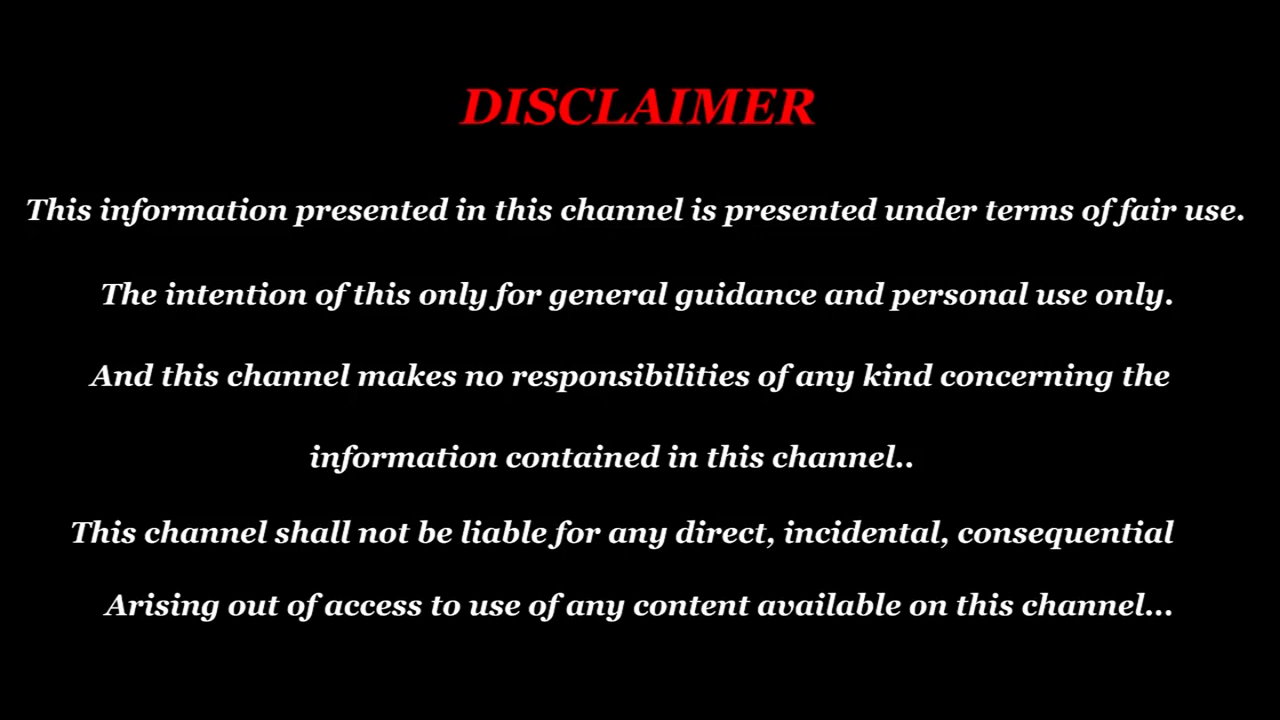 DISCLAIMER
This information presented in this channel is presented under terms of fair use.
The intention of this only for general guidance and personal use only.
And this channel makes no responsibilities of any kind concerning the
information contained in this channel..
This channel shall not be liable for any direct, incidental, consequential
Arising out of access to use of any content available on this channel...